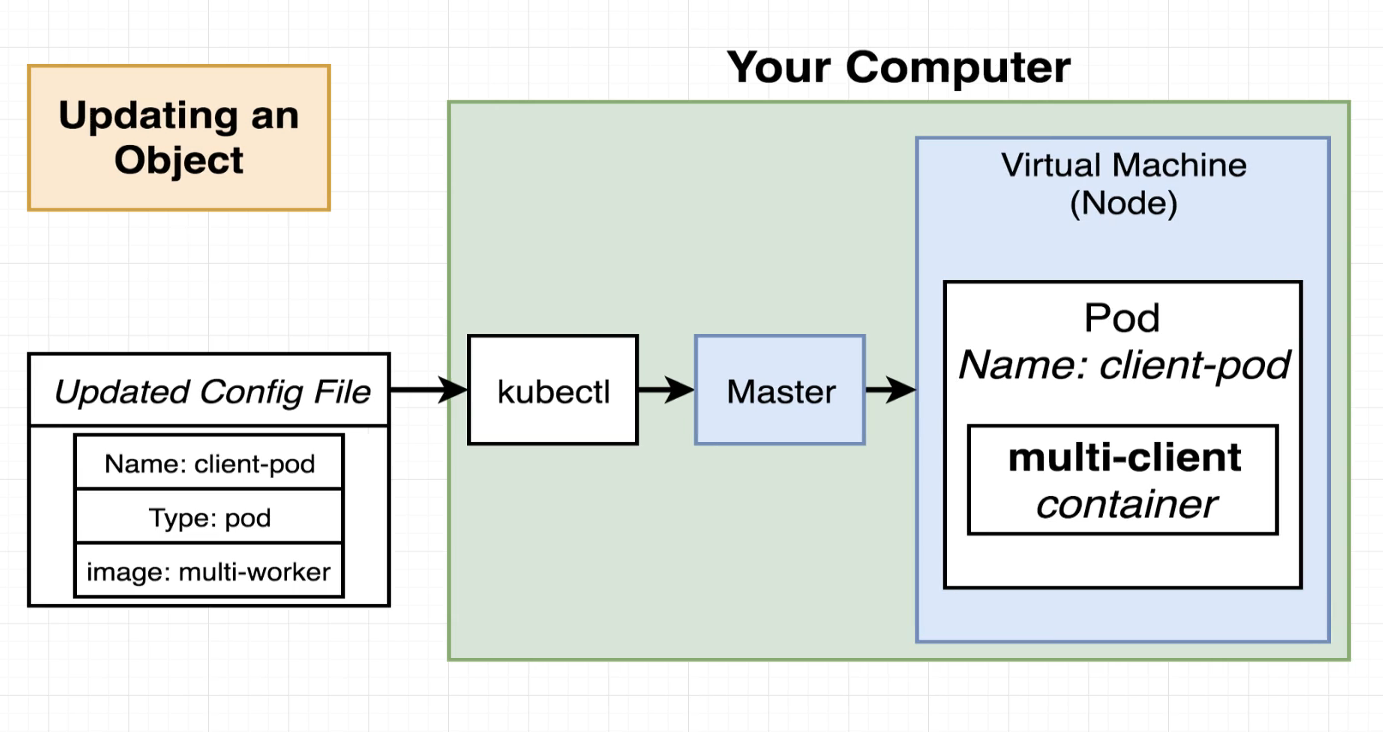 Updating an
Object
Your Computer
Virtual Machine
(Node)
Pod
Name: client-pod
multi-client
container
kubectl
Master
Updated Config File
Name: client-pod
Type: pod
image: multi-worker